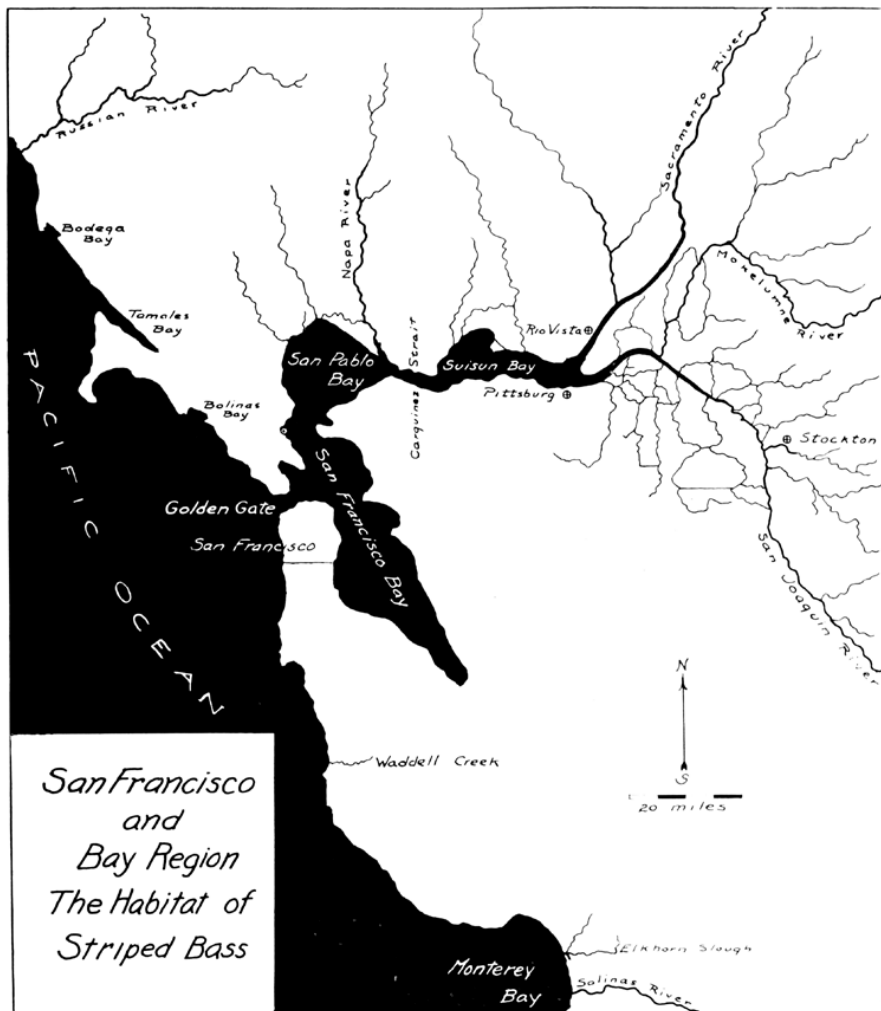 Russian River
Sacramento River
Napa River
Bodega
Bay
Mokelumne
River
Tomales
Bay
Rio Vista
San Pablo
Bay
Carquinez Strait
Suisun Bay
Pittsburg
Bolinas
Bay
Stockton
PACIFIC OCEAN
Golden Gate
San Francisco Bay
San Francisco
San Joaquin River
N
S
20 miles
Waddell Creek
San Francisco
and
Bay Region
The Habitat of
Striped Bass
Elkhorn Slough
Monterey
Bay
Salinas River